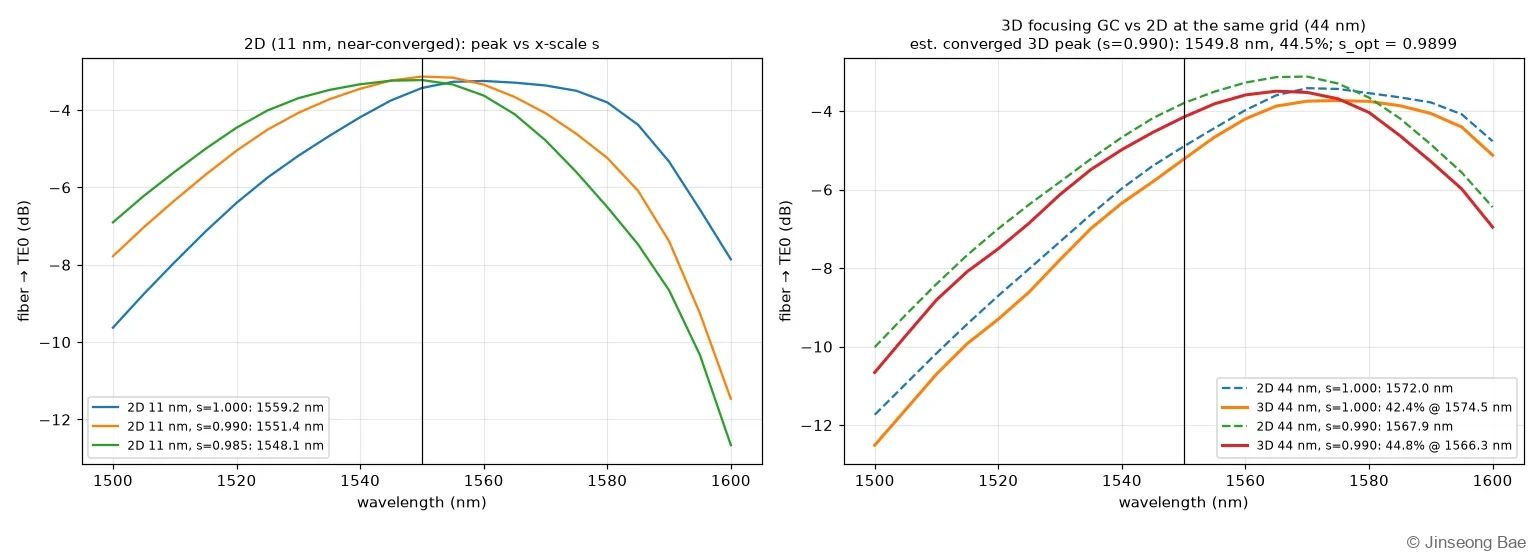 2D (11 nm, near-converged): peak vs x-scale s
fiber → TE0 (dB)
−4
−6
−8
−10
−12
1500
1520
1540
1560
1580
1600
wavelength (nm)
2D 11 nm, s=1.000: 1559.2 nm
2D 11 nm, s=0.990: 1551.4 nm
2D 11 nm, s=0.985: 1548.1 nm
3D focusing GC vs 2D at the same grid (44 nm)
est. converged 3D peak (s=0.990): 1549.8 nm, 44.5%; s_opt = 0.9899
fiber → TE0 (dB)
−4
−6
−8
−10
−12
1500
1520
1540
1560
1580
1600
wavelength (nm)
2D 44 nm, s=1.000: 1572.0 nm
3D 44 nm, s=1.000: 42.4% @ 1574.5 nm
2D 44 nm, s=0.990: 1567.9 nm
3D 44 nm, s=0.990: 44.8% @ 1566.3 nm
© Jinseong Bae